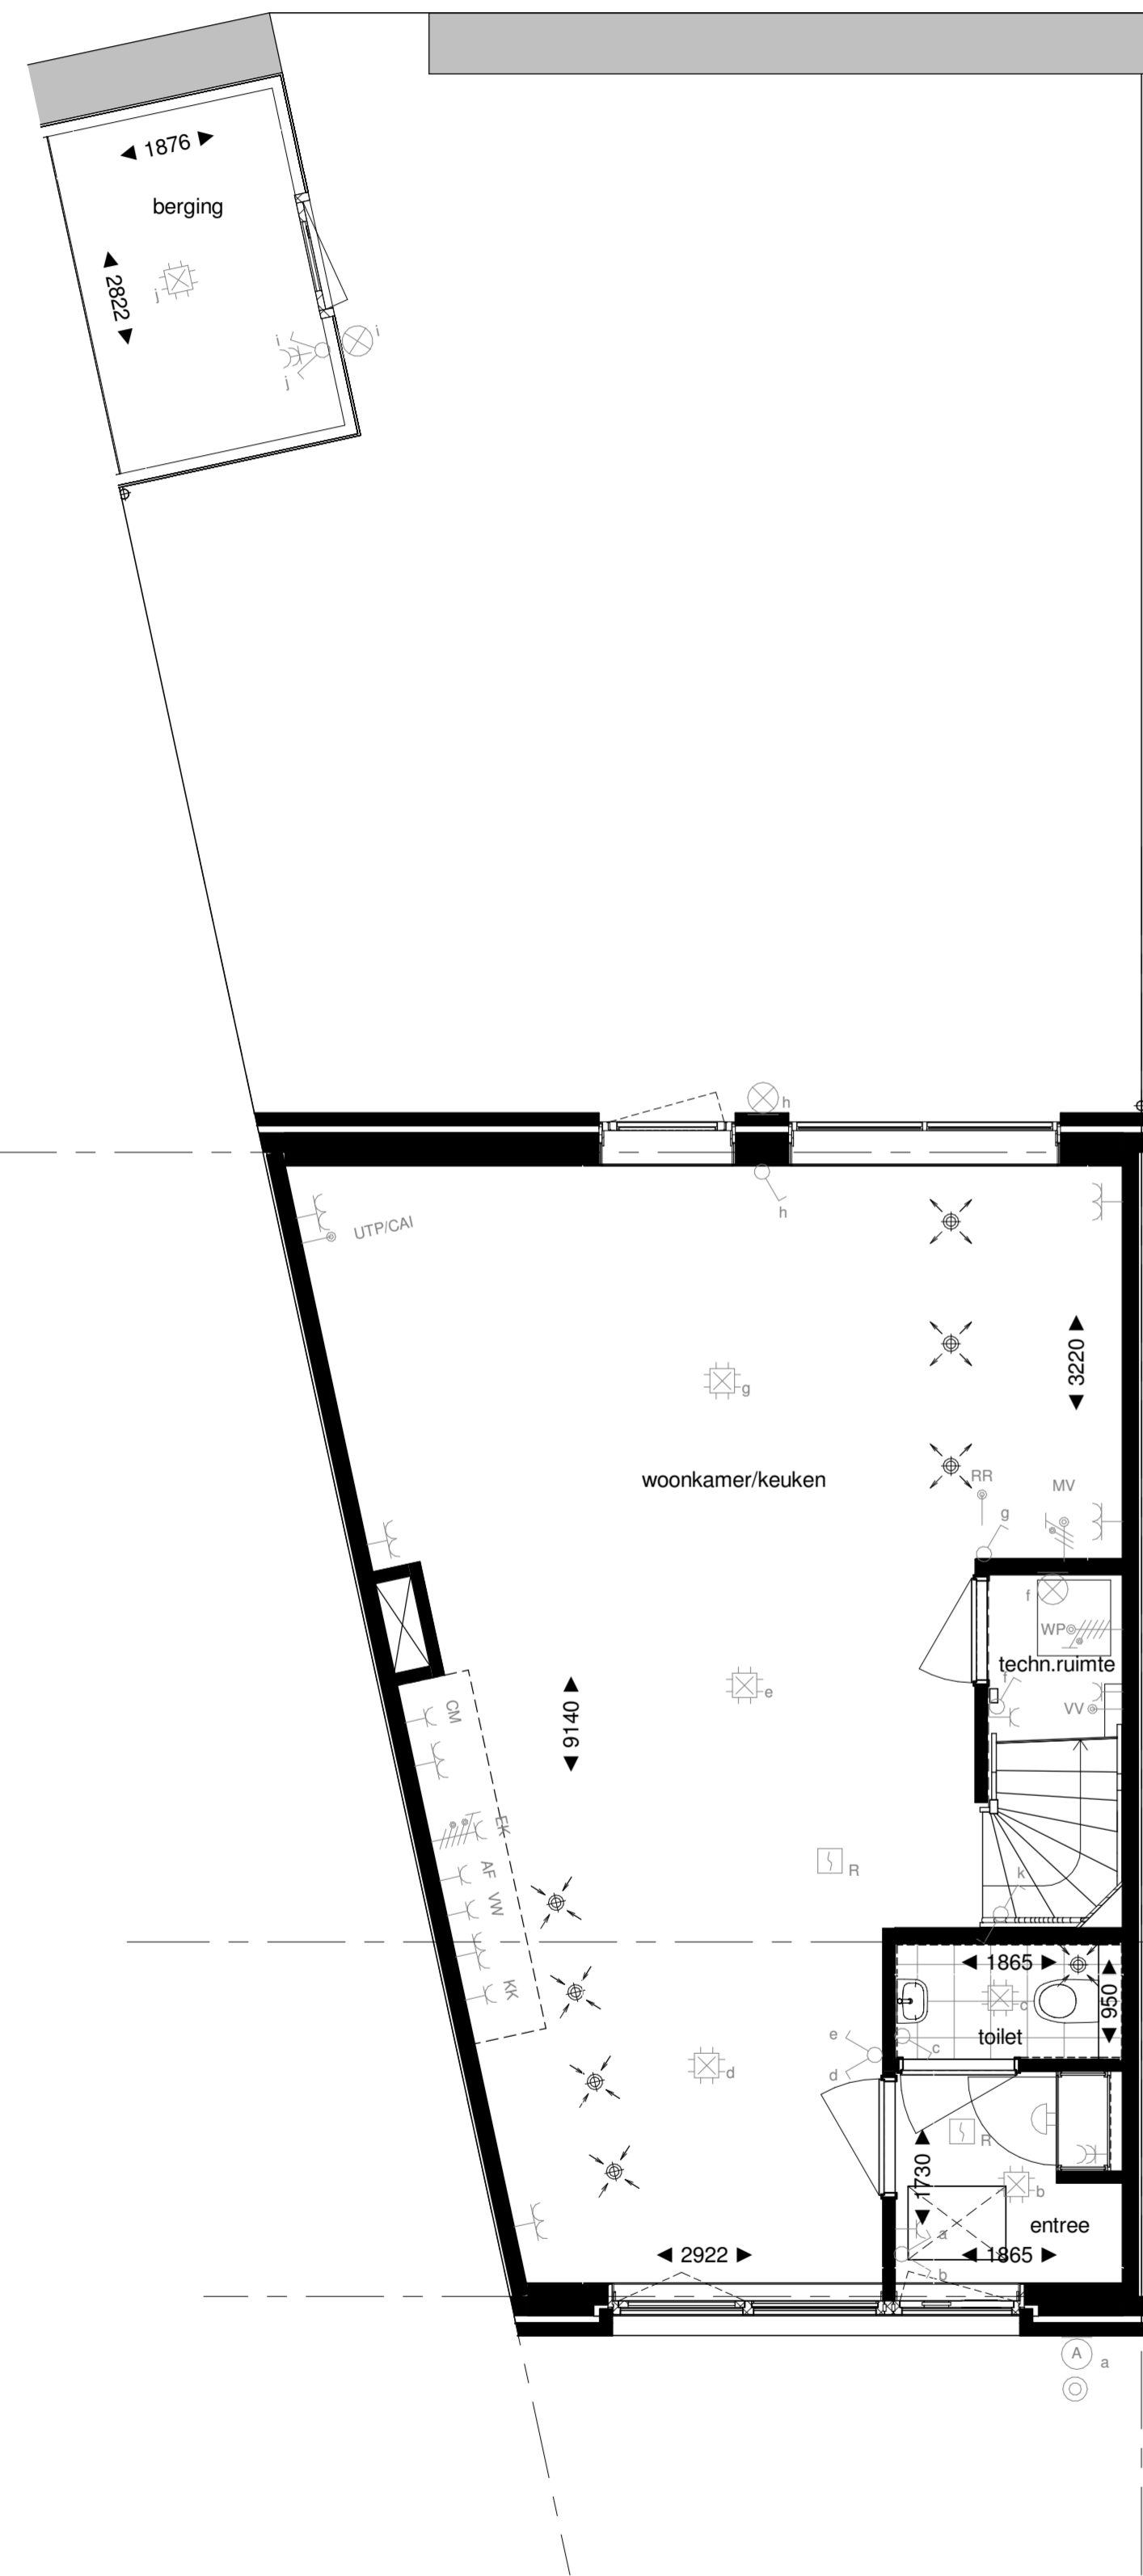 1876
berging
2822
j
i
i
j
h
h
UTP/CAI
3220
g
woonkamer/keuken
RR
MV
g
f
WP
techn.ruimte
f
CM
9140
e
VV
EK
R
AF
k
VW
KK
1865
950
c
toilet
e
c
d
d
R
1730
b
entree
a
2922
1865
b
A
a